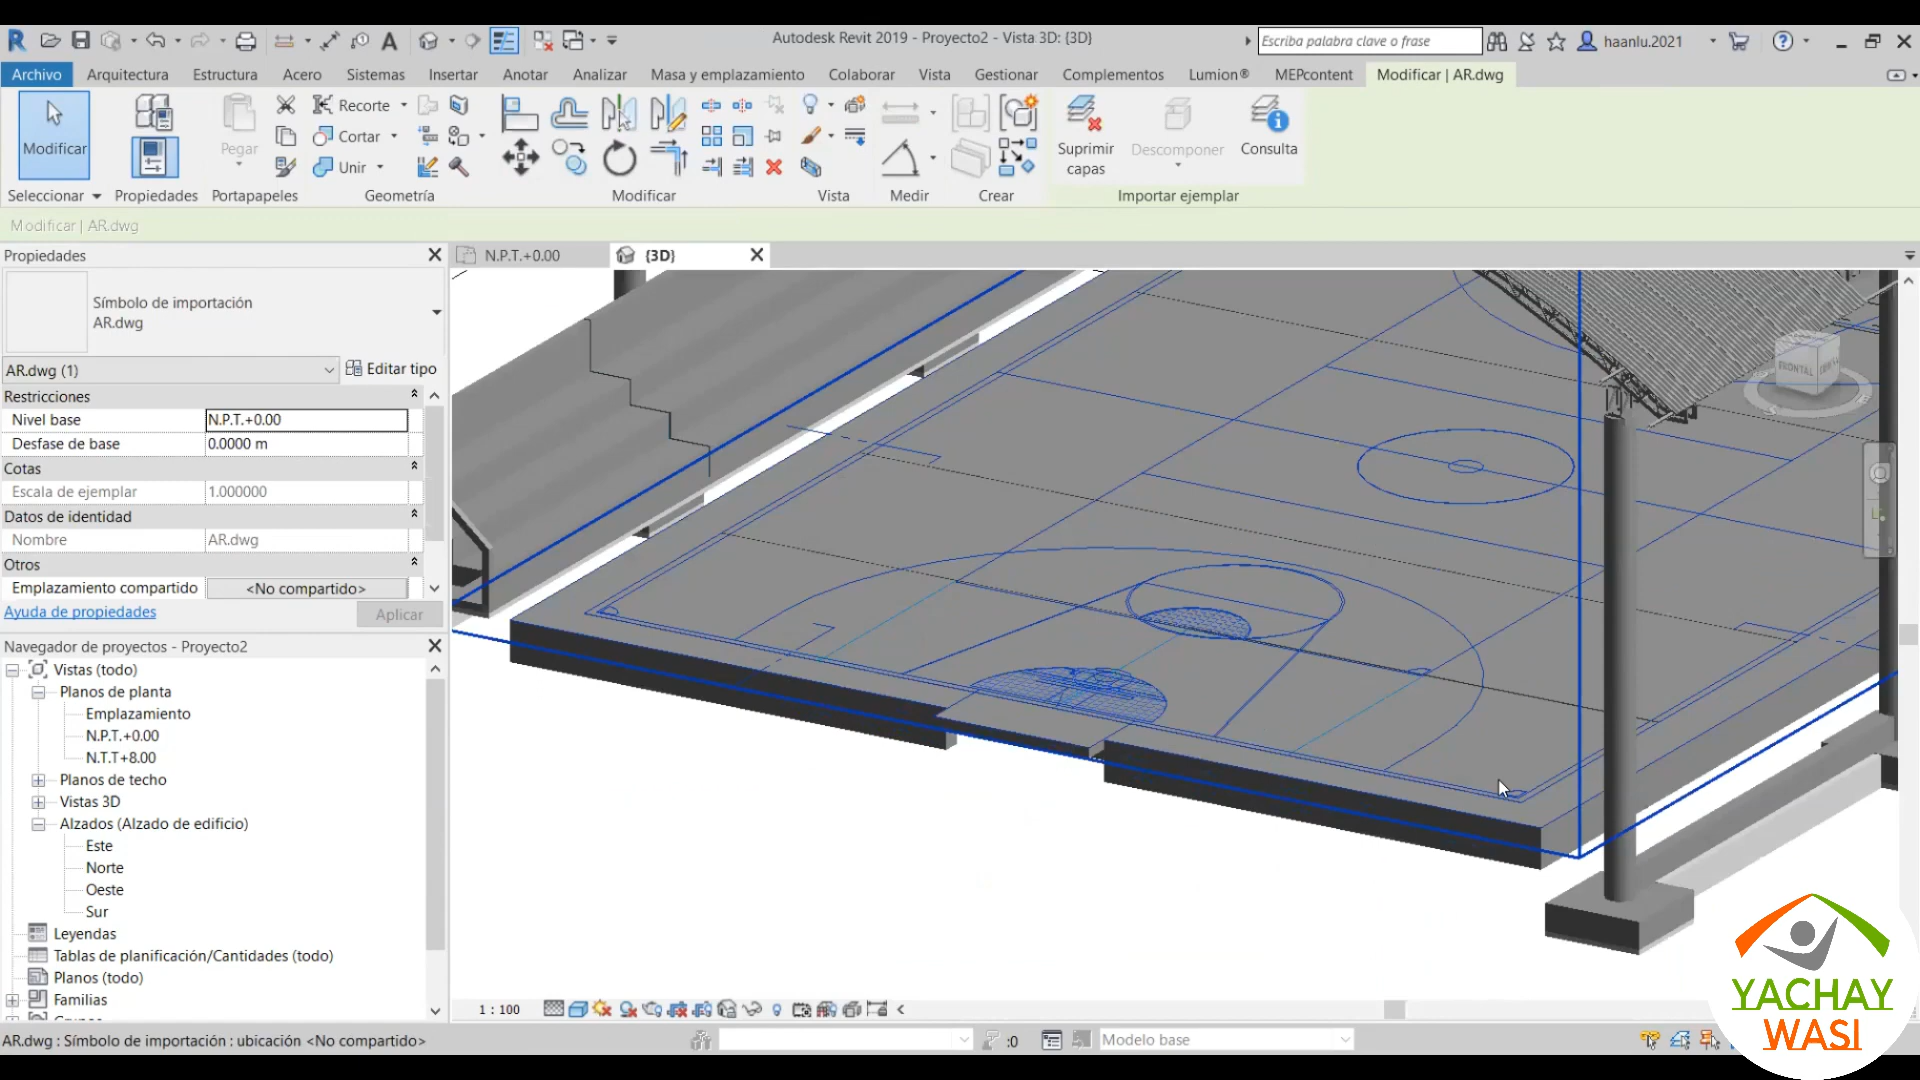 Autodesk Revit 2019 - Proyecto2 - Vista 3D: {3D}
Escriba palabra clave o frase
haanlu.2021
Archivo Arquitectura Estructura Acero Sistemas Insertar Anotar Analizar Masa y emplazamiento Colaborar Vista Gestionar Complementos Lumion® MEPcontent Modificar | AR.dwg
Modificar
Pegar
Recorte
Cortar
Unir
Suprimir
capas
Descomponer
Consulta
Seleccionar Propiedades Portapapeles Geometría Modificar Vista Medir Crear Importar ejemplar
Modificar | AR.dwg
Propiedades
N.P.T.+0.00
{3D}
Símbolo de importación
AR.dwg
AR.dwg (1)
Editar tipo
Restricciones
Nivel base N.P.T.+0.00
Desfase de base 0.0000 m
Cotas
Escala de ejemplar 1.000000
Datos de identidad
Nombre AR.dwg
Otros
Emplazamiento compartido <No compartido>
Ayuda de propiedades
Aplicar
Navegador de proyectos - Proyecto2
Vistas (todo)
Planos de planta
Emplazamiento
N.P.T.+0.00
N.T.T+8.00
Planos de techo
Vistas 3D
Alzados (Alzado de edificio)
Este
Norte
Oeste
Sur
Leyendas
Tablas de planificación/Cantidades (todo)
Planos (todo)
Familias
FRONTAL
1 : 100
AR.dwg : Símbolo de importación : ubicación <No compartido>
:0
Modelo base
YACHAY
WASI